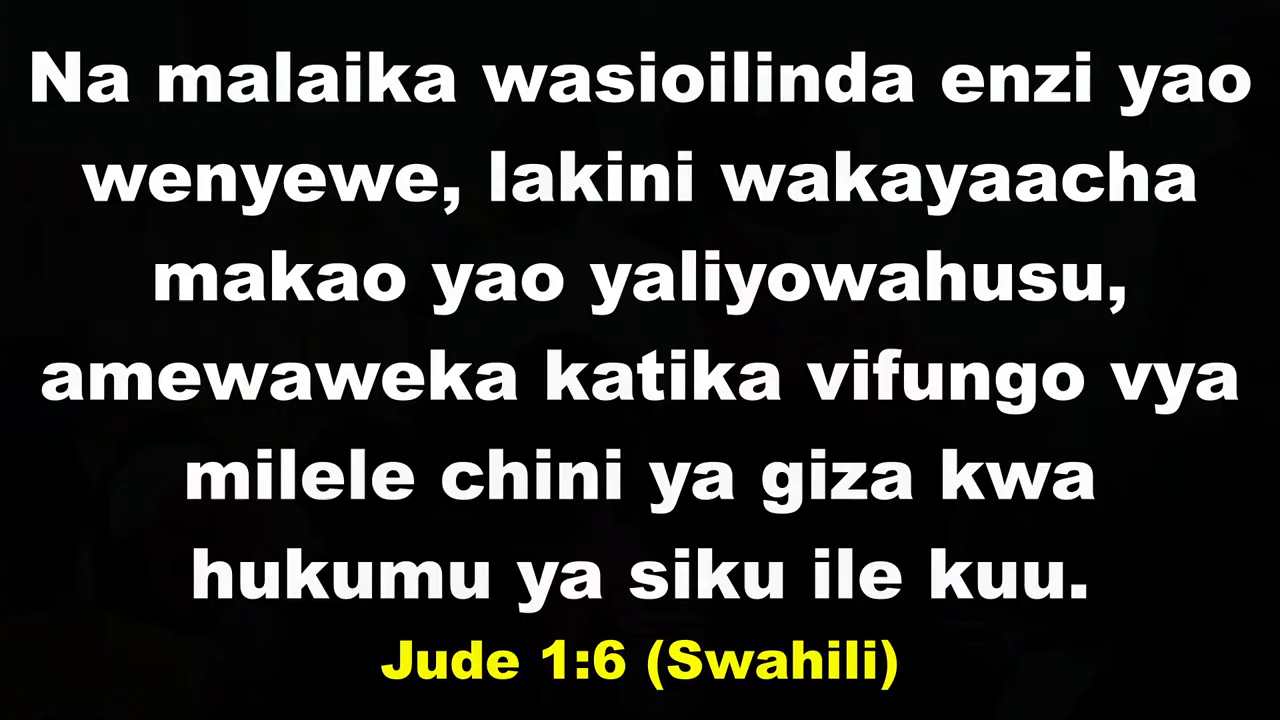 Na malaika wasioilinda enzi yao
wenyewe, lakini wakayaacha
makao yao yaliyowahusu,
amewaweka katika vifungo vya
milele chini ya giza kwa
hukumu ya siku ile kuu.
Jude 1:6 (Swahili)